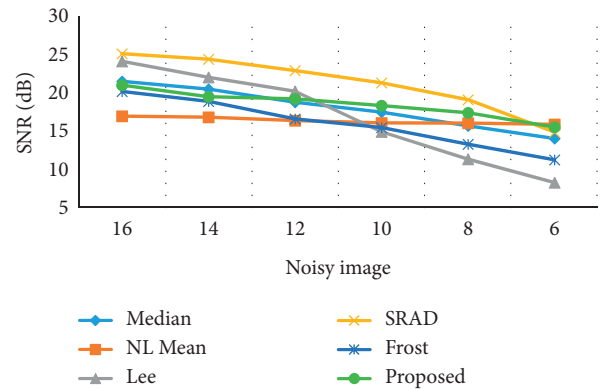 SNR (dB)
30
25
20
15
10
5
16 14 12 10 8 6
Noisy image
Median
NL Mean
Lee
SRAD
Frost
Proposed